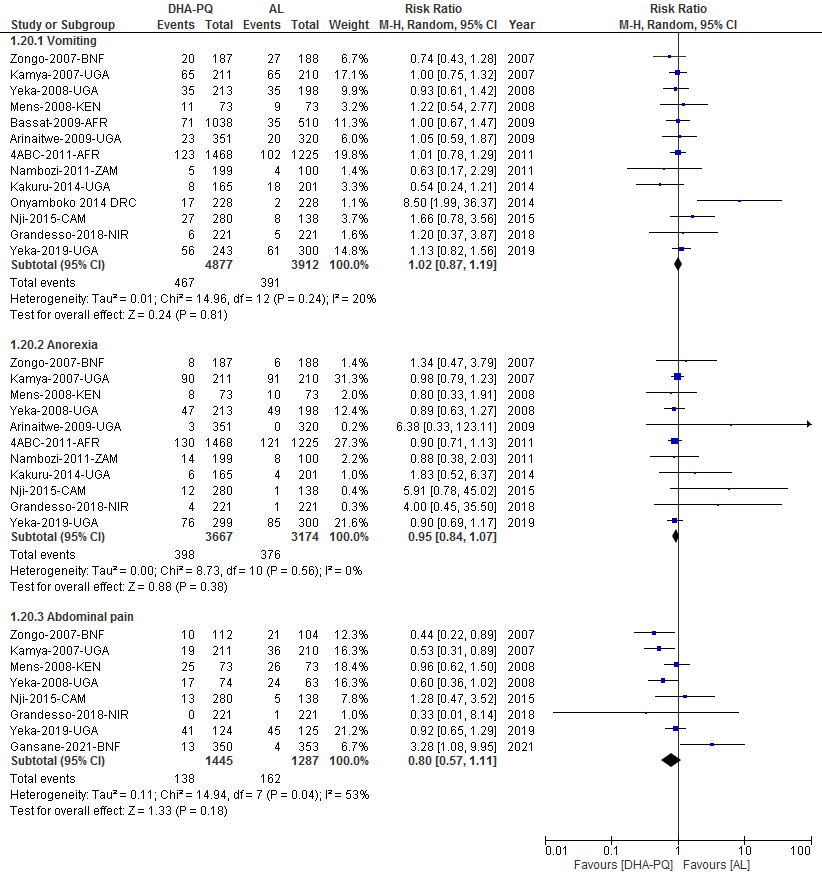 DHA-PQ AL Risk Ratio Risk Ratio
Study or Subgroup Events Total Events Total Weight M-H, Random, 95% CI Year M-H, Random, 95% CI
1.20.1 Vomiting
Zongo-2007-BNF 20 187 27 188 6.7% 0.74 [0.43, 1.28] 2007
Kamya-2007-UGA 65 211 65 210 17.1% 1.00 [0.75, 1.32] 2007
Yeka-2008-UGA 35 213 35 198 9.9% 0.93 [0.61, 1.42] 2008
Mens-2008-KEN 11 73 9 73 3.2% 1.22 [0.54, 2.77] 2008
Bassat-2009-AFR 71 1038 35 510 11.1% 1.00 [0.67, 1.47] 2009
Arinaitwe-2009-UGA 23 351 20 320 6.0% 1.05 [0.59, 1.87] 2009
4ABC-2011-AFR 123 1468 102 1225 19.8% 1.01 [0.78, 1.29] 2011
Nambozi-2011-ZAM 5 199 4 100 1.3% 0.63 [0.17, 2.29] 2011
Kakuru-2014-UGA 8 165 18 201 3.3% 0.54 [0.24, 1.21] 2014
Onyamboko 2014 DRC 17 228 2 228 1.1% 8.50 [1.99, 36.37] 2014
Nji-2015-CAM 27 280 8 138 3.7% 1.66 [0.78, 3.56] 2015
Grandesso-2018-NIR 6 221 5 221 1.6% 1.20 [0.37, 3.87] 2018
Yeka-2019-UGA 56 243 61 300 14.8% 1.13 [0.82, 1.56] 2019
Subtotal (95% CI) 4877 3912 100.0% 1.02 [0.87, 1.19]
Total events 467 391
Heterogeneity: Tau² = 0.01; Chi² = 14.96, df = 12 (P = 0.24); I² = 20%
Test for overall effect: Z = 0.24 (P = 0.81)
1.20.2 Anorexia
Zongo-2007-BNF 8 187 6 188 1.4% 1.34 [0.47, 3.79] 2007
Kamya-2007-UGA 90 211 91 210 31.3% 0.98 [0.79, 1.23] 2007
Mens-2008-KEN 8 73 10 73 1.8% 0.80 [0.33, 1.91] 2008
Yeka-2008-UGA 47 213 49 198 12.4% 0.89 [0.63, 1.27] 2008
Arinaitwe-2009-UGA 3 351 0 320 0.2% 6.38 [0.33, 123.11] 2009
4ABC-2011-AFR 130 1468 121 1225 27.3% 0.90 [0.71, 1.13] 2011
Nambozi-2011-ZAM 14 199 8 100 2.1% 0.88 [0.38, 2.03] 2011
Kakuru-2014-UGA 6 165 4 201 1.0% 1.83 [0.52, 6.37] 2014
Nji-2015-CAM 12 280 1 138 0.4% 5.91 [0.78, 45.02] 2015
Grandesso-2018-NIR 4 221 1 221 0.3% 4.00 [0.45, 35.50] 2018
Yeka-2019-UGA 76 299 85 300 21.6% 0.90 [0.69, 1.17] 2019
Subtotal (95% CI) 3667 3174 100.0% 0.95 [0.84, 1.07]
Total events 398 376
Heterogeneity: Tau² = 0.00; Chi² = 8.73, df = 10 (P = 0.56); I² = 0%
Test for overall effect: Z = 0.88 (P = 0.38)
1.20.3 Abdominal pain
Zongo-2007-BNF 10 112 21 104 12.3% 0.44 [0.22, 0.89] 2007
Kamya-2007-UGA 19 211 36 210 16.3% 0.53 [0.31, 0.89] 2007
Mens-2008-KEN 25 73 26 73 18.4% 0.96 [0.62, 1.50] 2008
Yeka-2008-UGA 17 74 24 63 16.2% 0.60 [0.36, 1.02] 2008
Nji-2015-CAM 13 280 5 138 7.8% 1.28 [0.47, 3.52] 2015
Grandesso-2018-NIR 0 221 1 221 1.0% 0.33 [0.01, 8.14] 2018
Yeka-2019-UGA 41 124 45 125 21.2% 0.92 [0.65, 1.29] 2019
Gansane-2021-BNF 13 350 4 353 6.7% 3.28 [1.08, 9.95] 2021
Subtotal (95% CI) 1445 1287 100.0% 0.80 [0.57, 1.11]
Total events 138 162
Heterogeneity: Tau² = 0.11; Chi² = 14.94, df = 7 (P = 0.04); I² = 53%
Test for overall effect: Z = 1.33 (P = 0.18)
0.01 0.1 1 10 100
Favours [DHA-PQ] Favours [AL]